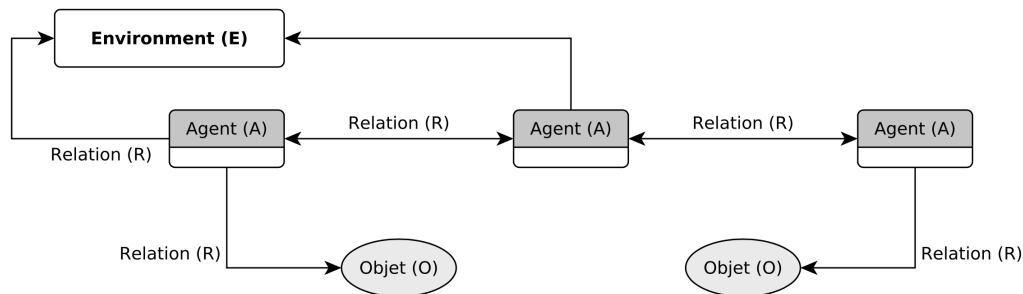 Environment (E)
Agent (A)
Relation (R)
Agent (A)
Relation (R)
Agent (A)
Relation (R)
Relation (R)
Objet (O)
Objet (O)
Relation (R)